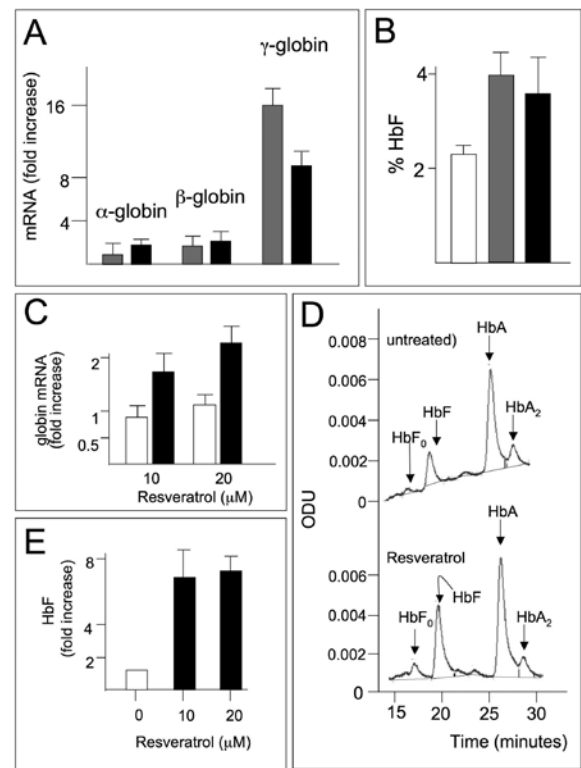 A
γ-globin
mRNA (fold increase)
16
8
4
α-globin
β-globin
B
% HbF
4
2
C
globin mRNA
(fold increase)
2
1
0.5
10
20
Resveratrol (μM)
D
ODU
0.008
0.006
0.004
0.002
0
untreated)
HbA
HbF
HbF0
HbA2
Resveratrol
HbA
0.006
0.004
0.002
0
HbF
HbF0
HbA2
15
20
25
30
Time (minutes)
E
HbF
(fold increase)
8
4
2
0
10
20
Resveratrol (μM)